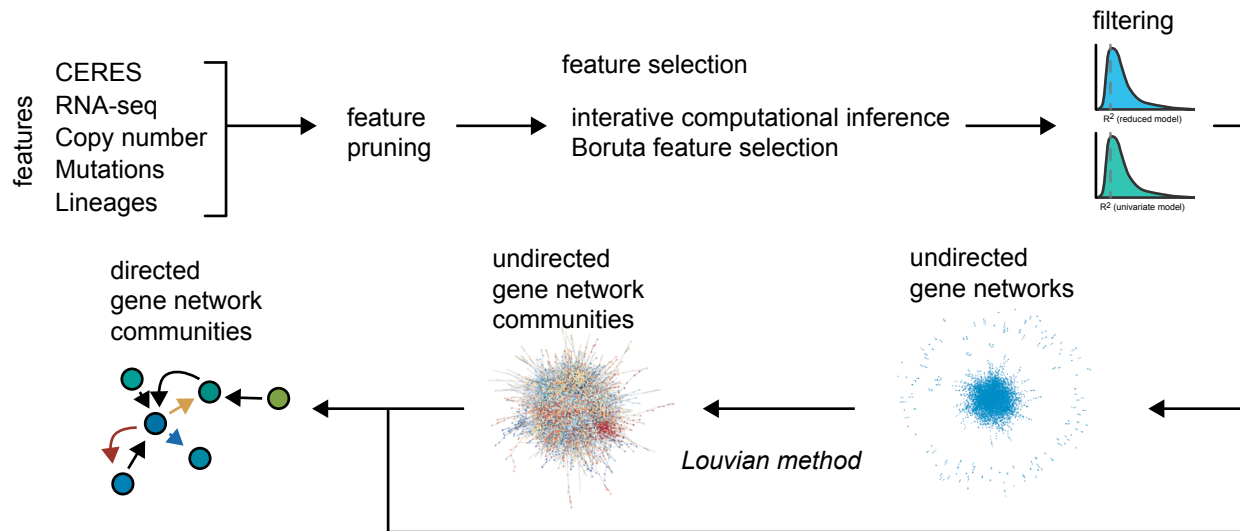 features
CERES
RNA-seq
Copy number
Mutations
Lineages
feature
pruning
feature selection
interative computational inference
Boruta feature selection
filtering
R2 (reduced model)
R2 (univariate model)
directed
gene network
communities
undirected
gene network
communities
undirected
gene networks
Louvian method